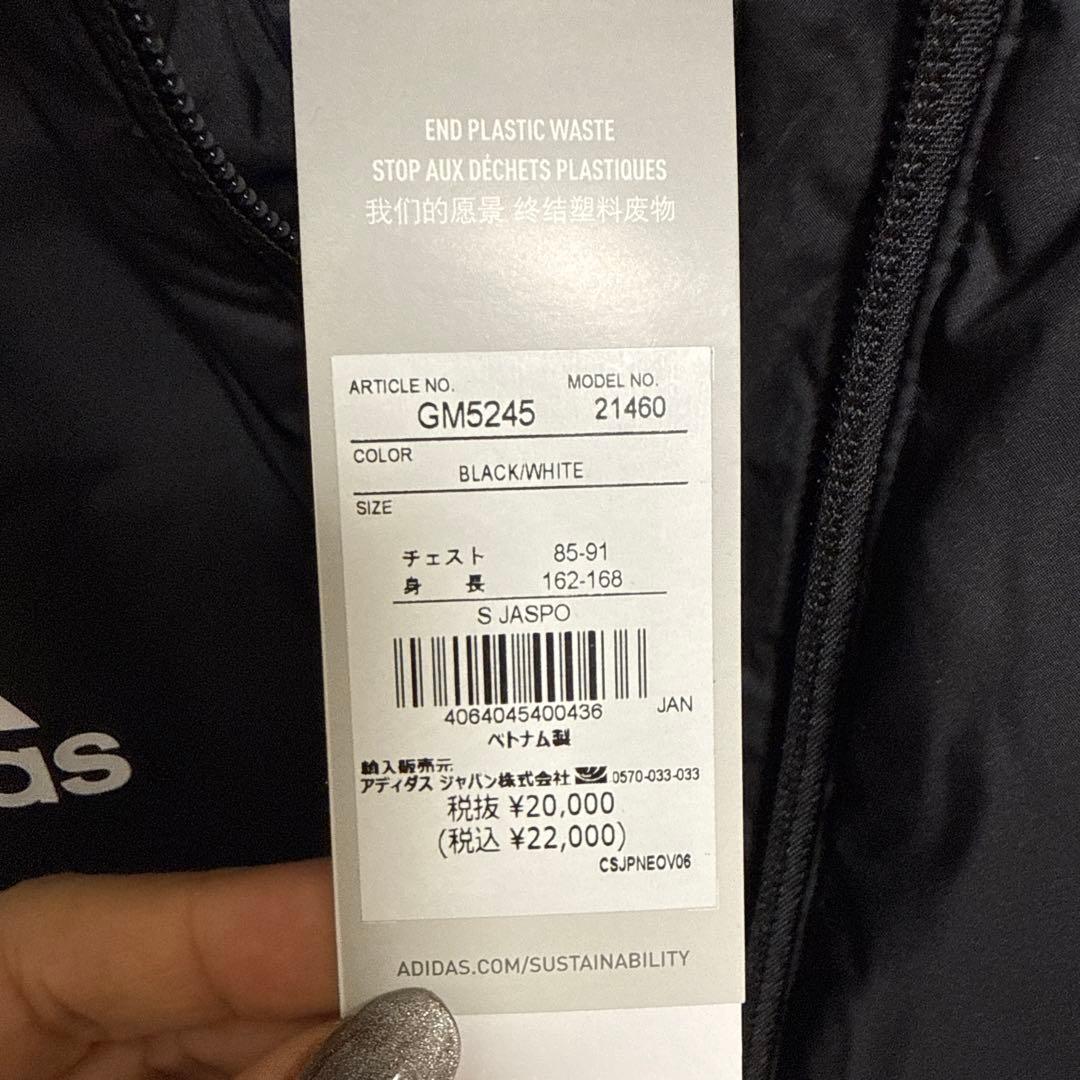 END PLASTIC WASTE
STOP AUX DÉCHETS PLASTIQUES
我们的愿景 终结塑料废物
ARTICLE NO. MODEL NO.
GM5245 21460
COLOR
BLACK/WHITE
SIZE
チェスト 85-91
身 長 162-168
S JASPO
4064045400436 JAN
ベトナム製
輸入販売元
アディダス ジャパン株式会社 0570-033-033
税抜 ¥20,000
(税込 ¥22,000)
CSJPNEOV06
ADIDAS.COM/SUSTAINABILITY
das